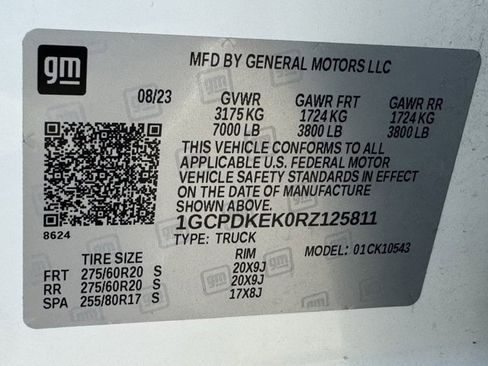 gm
MFD BY GENERAL MOTORS LLC
08/23 GVWR GAWR FRT GAWR RR
3175 KG 1724 KG 1724 KG
7000 LB 3800 LB 3800 LB
THIS VEHICLE CONFORMS TO ALL
APPLICABLE U.S. FEDERAL MOTOR
VEHICLE SAFETY STANDARDS IN EFFECT
ON THE DATE OF MANUFACTURE
SHOWN ABOVE.
1GCPDKEK0RZ125811
8624
TYPE: TRUCK MODEL: 01CK10543
TIRE SIZE RIM
FRT 275/60R20 S 20X9J
RR 275/60R20 S 20X9J
SPA 255/80R17 S 17X8J